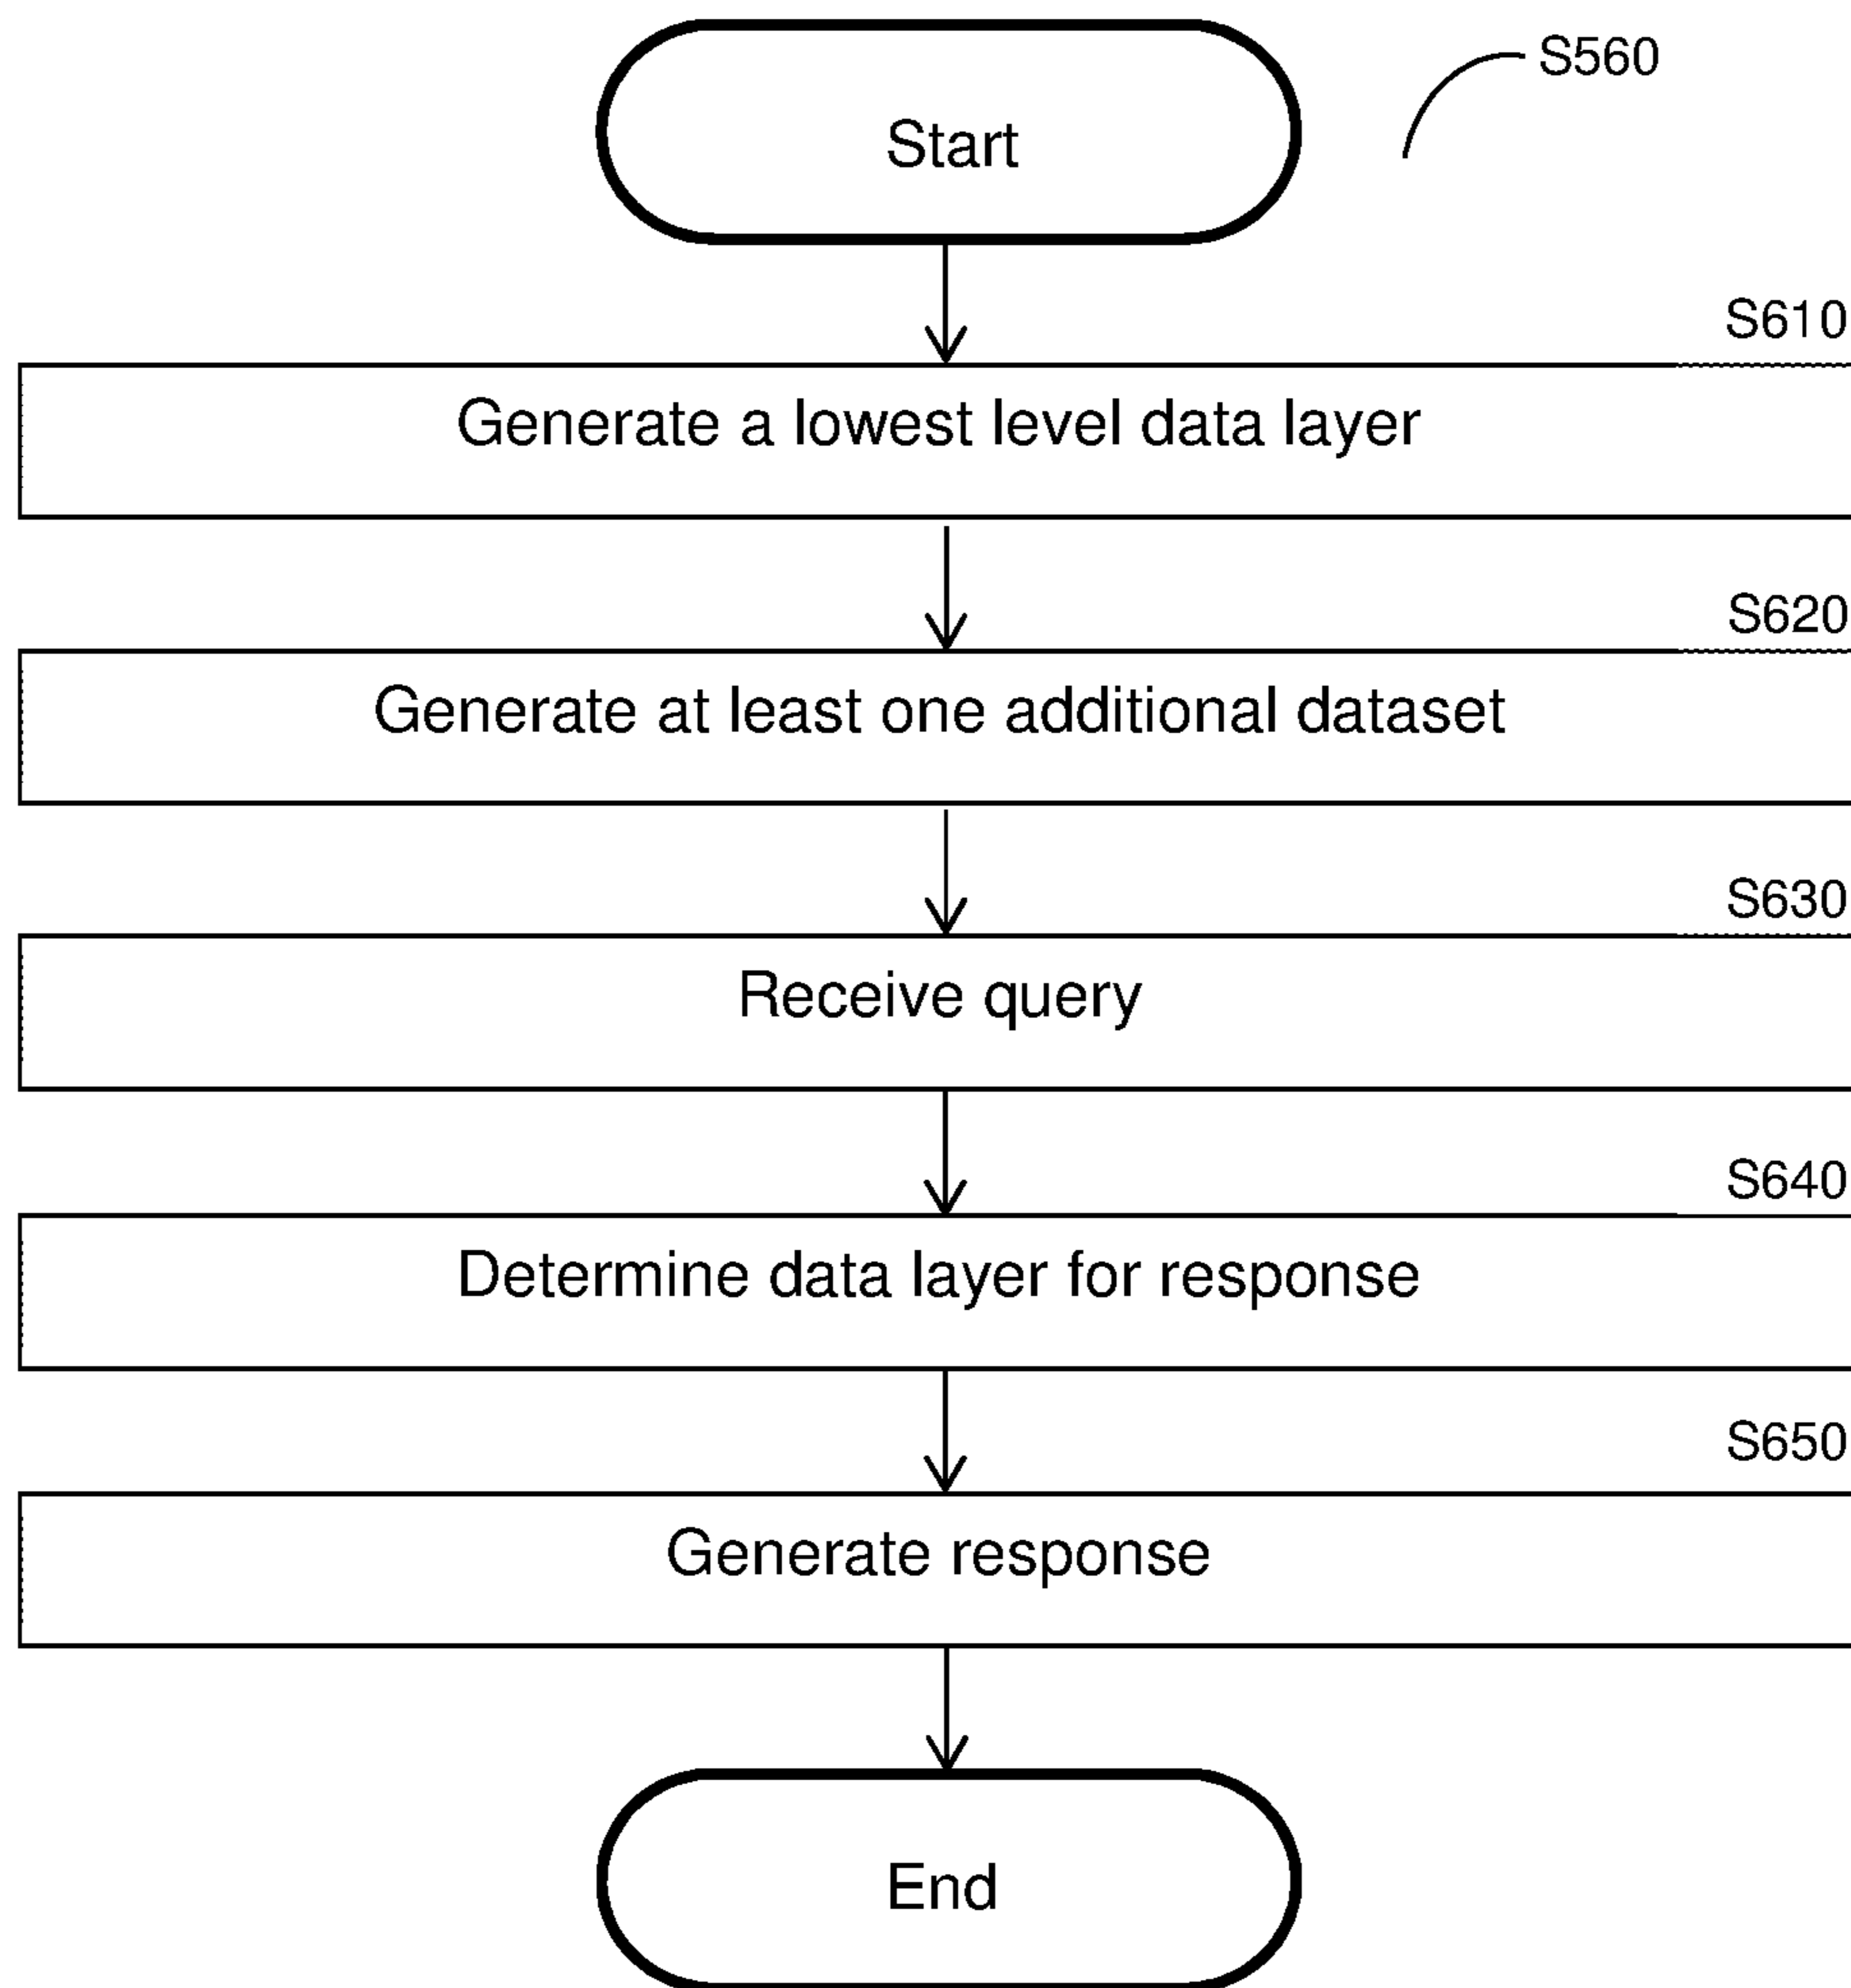 S560
Start
S610
Generate a lowest level data layer
S620
Generate at least one additional dataset
S630
Receive query
S640
Determine data layer for response
S650
Generate response
End